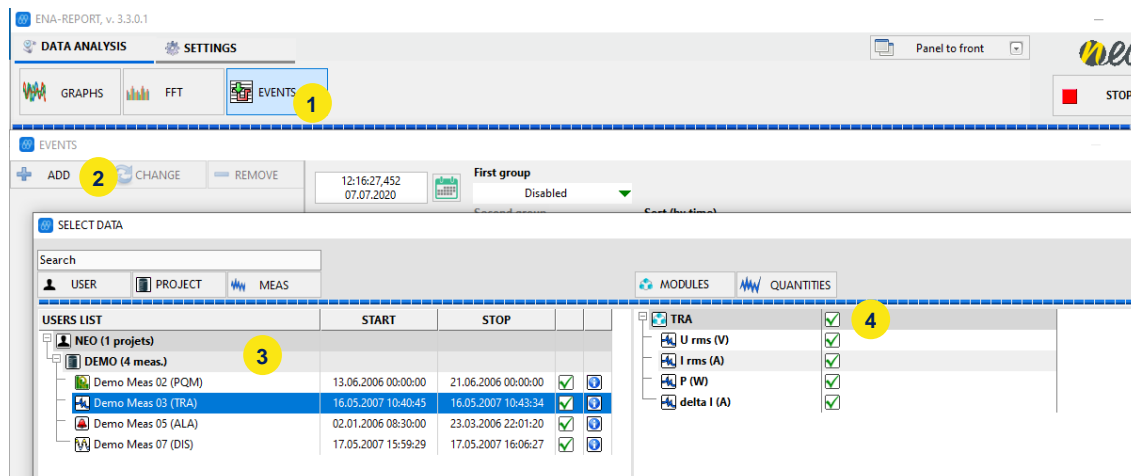 ENA-REPORT, v. 3.3.0.1
DATA ANALYSIS SETTINGS Panel to front
GRAPHS FFT EVENTS 1 STOP
EVENTS
ADD 2 CHANGE REMOVE
12:16:27,452
07.07.2020
First group
Disabled
Second group Sort (by time)
SELECT DATA
Search
USER PROJECT MEAS MODULES QUANTITIES
USERS LIST START STOP
NEO (1 projets)
DEMO (4 meas.) 3
Demo Meas 02 (PQM) 13.06.2006 00:00:00 21.06.2006 00:00:00
Demo Meas 03 (TRA) 16.05.2007 10:40:45 16.05.2007 10:43:34
Demo Meas 05 (ALA) 02.01.2006 08:30:00 23.03.2006 22:01:20
Demo Meas 07 (DIS) 17.05.2007 15:59:29 17.05.2007 16:06:27
TRA 4
U rms (V)
I rms (A)
P (W)
delta I (A)